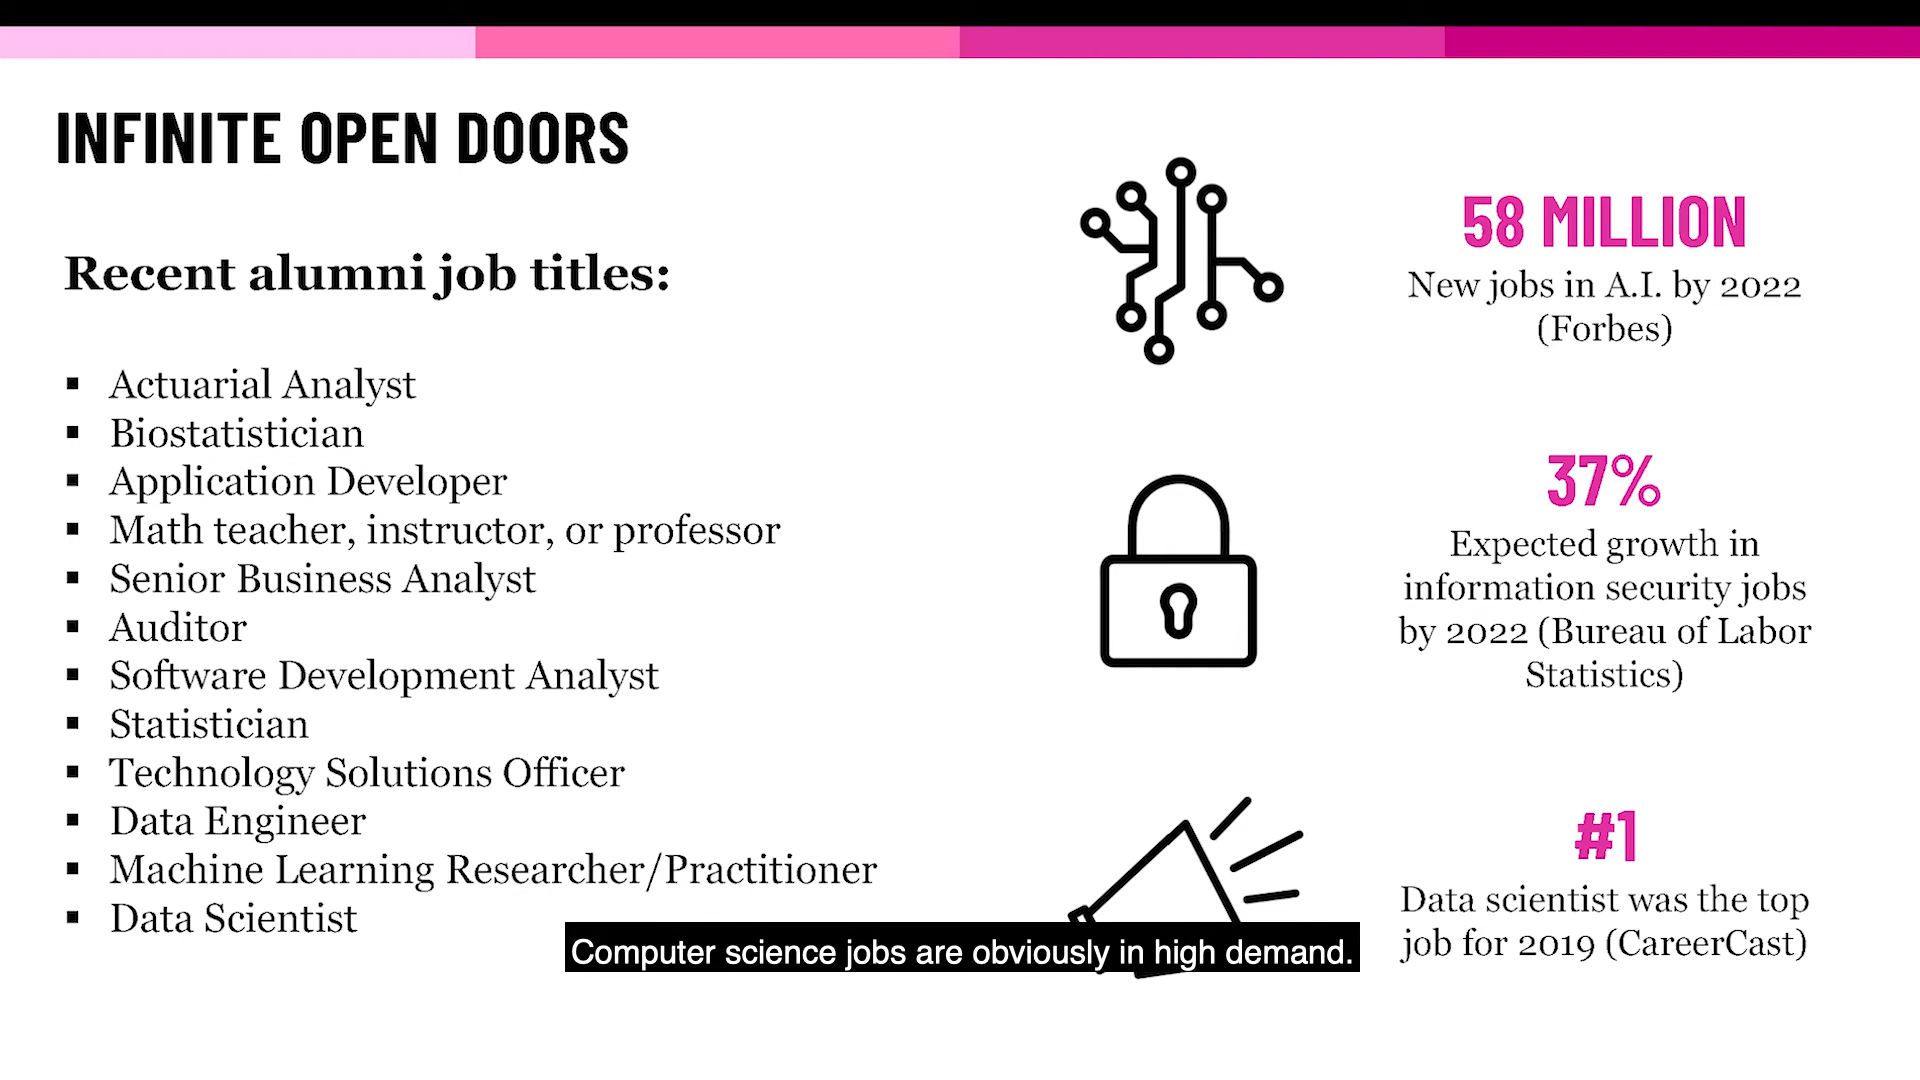 INFINITE OPEN DOORS
Recent alumni job titles:
▪ Actuarial Analyst
▪ Biostatistician
▪ Application Developer
▪ Math teacher, instructor, or professor
▪ Senior Business Analyst
▪ Auditor
▪ Software Development Analyst
▪ Statistician
▪ Technology Solutions Officer
▪ Data Engineer
▪ Machine Learning Researcher/Practitioner
▪ Data Scientist
58 MILLION
New jobs in A.I. by 2022
(Forbes)
37%
Expected growth in
information security jobs
by 2022 (Bureau of Labor
Statistics)
#1
Data scientist was the top
job for 2019 (CareerCast)
Computer science jobs are obviously in high demand.